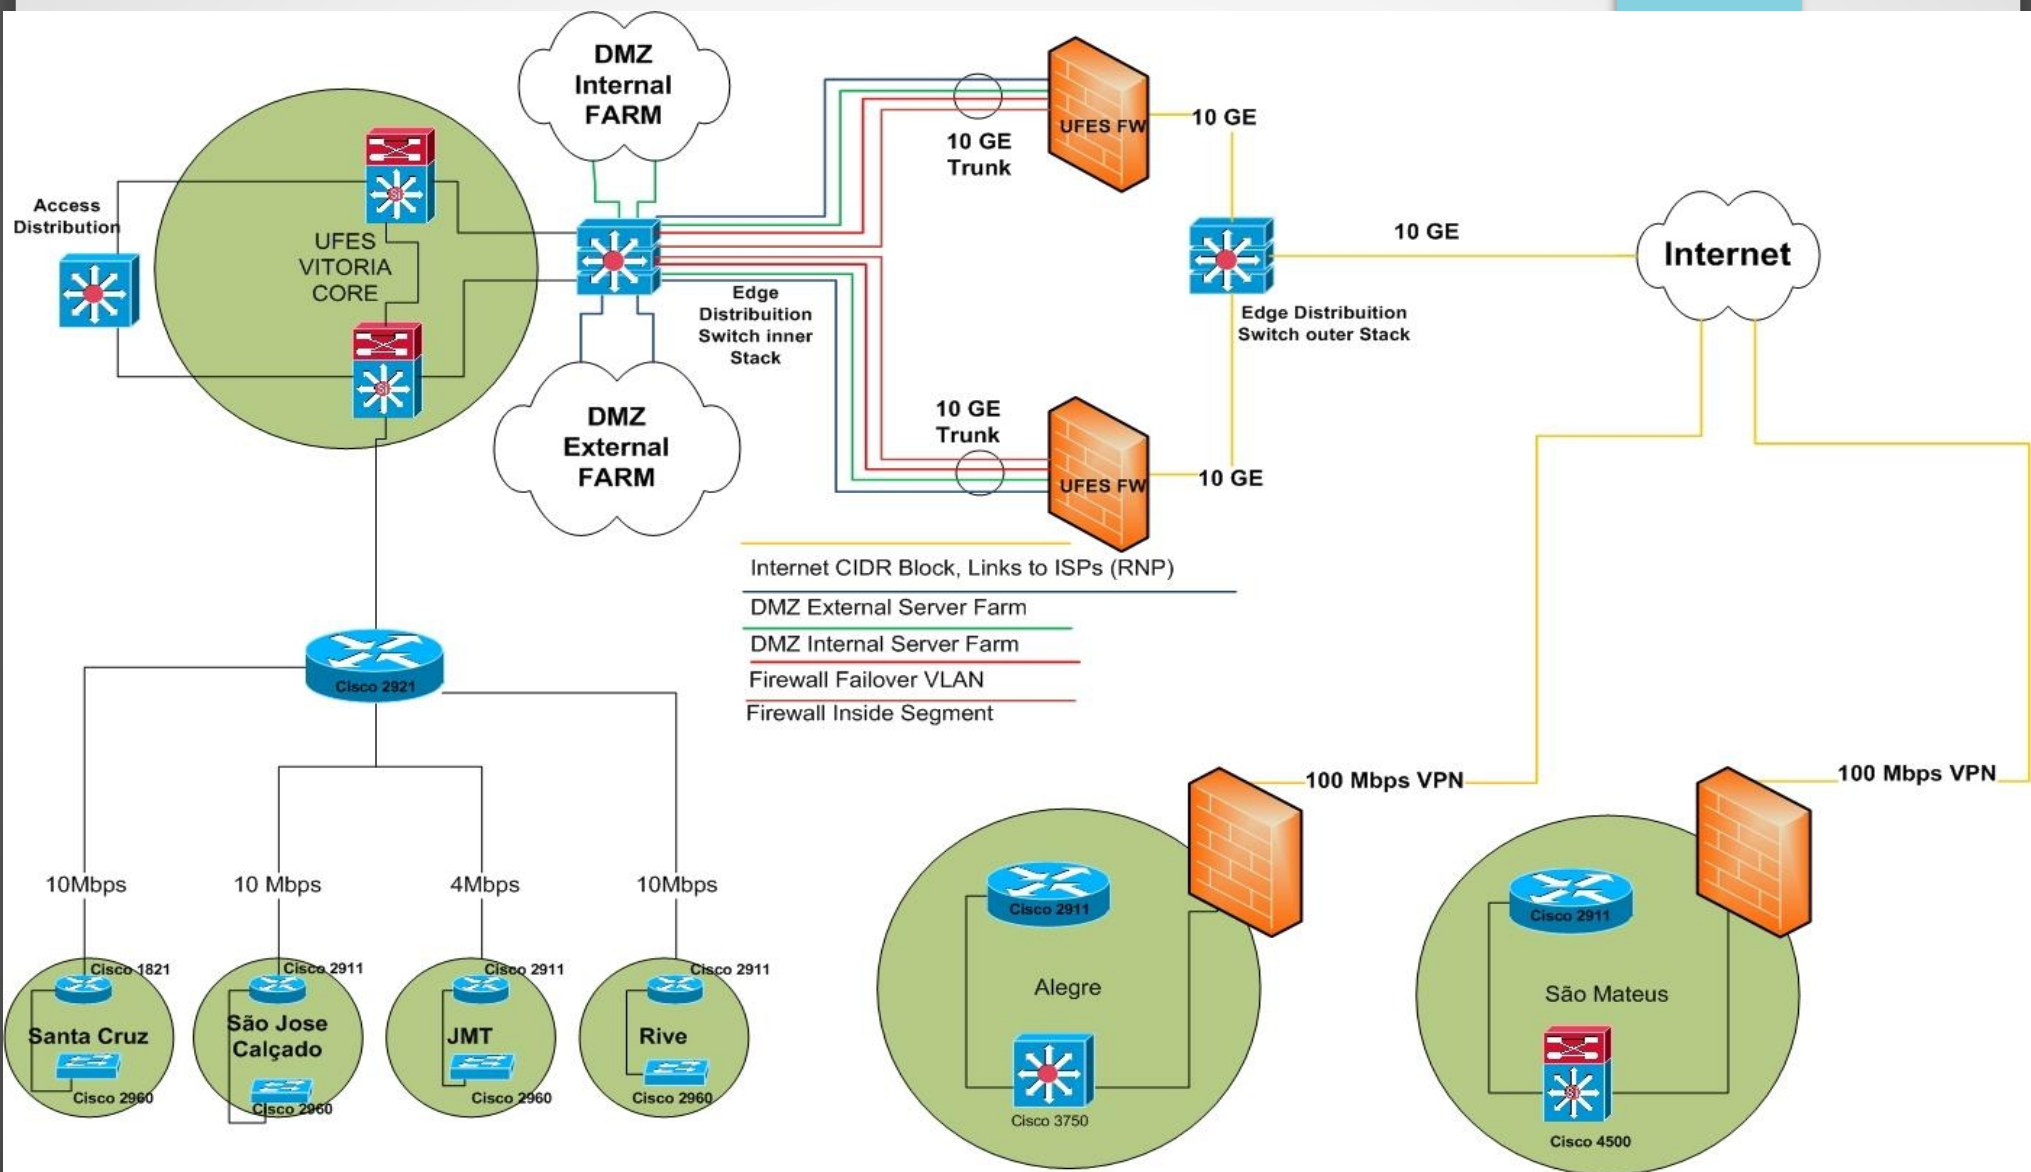 DMZ
Internal
FARM
Access
Distribution
UFES
VITORIA
CORE
Si
Si
Edge
Distribuition
Switch inner
Stack
DMZ
External
FARM
10 GE
Trunk
UFES FW
10 GE
10 GE
Trunk
UFES FW
10 GE
Edge Distribuition
Switch outer Stack
10 GE
Internet
Internet CIDR Block, Links to ISPs (RNP)
DMZ External Server Farm
DMZ Internal Server Farm
Firewall Failover VLAN
Firewall Inside Segment
Cisco 2921
10Mbps
10 Mbps
4Mbps
10Mbps
Cisco 1821
Santa Cruz
Cisco 2960
Cisco 2911
São Jose
Calçado
Cisco 2960
Cisco 2911
JMT
Cisco 2960
Cisco 2911
Rive
Cisco 2960
100 Mbps VPN
Cisco 2911
Alegre
Cisco 3750
100 Mbps VPN
Cisco 2911
São Mateus
Si
Cisco 4500